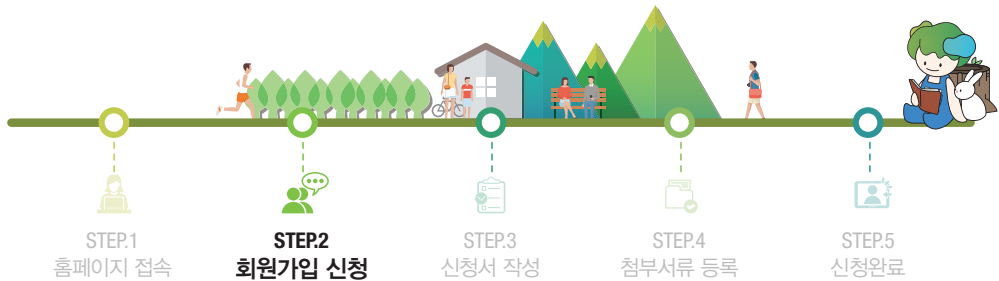 STEP.1
홈페이지 접속
STEP.2
회원가입 신청
STEP.3
신청서 작성
STEP.4
첨부서류 등록
STEP.5
신청완료